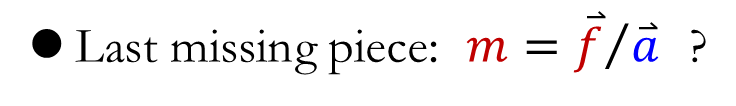 ● Last missing piece: m = f⃗/a⃗ ?